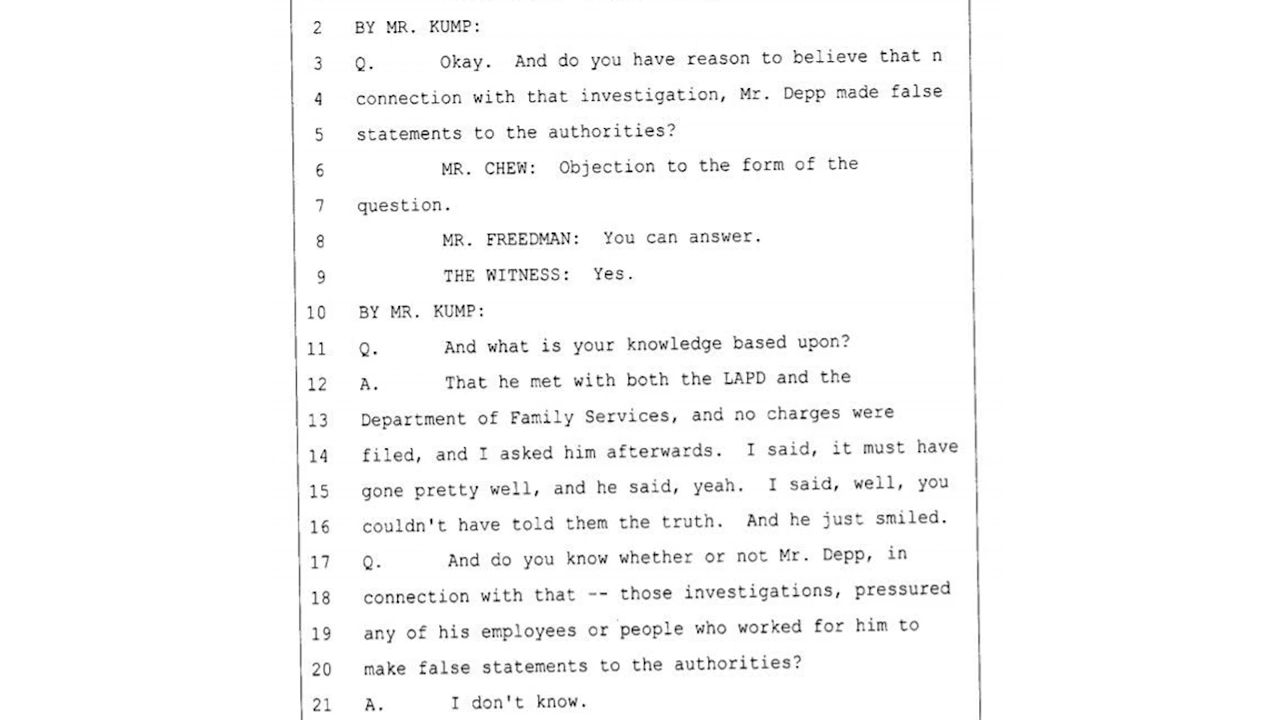 2 BY MR. KUMP:
3 Q. Okay. And do you have reason to believe that n
4 connection with that investigation, Mr. Depp made false
5 statements to the authorities?
6 MR. CHEW: Objection to the form of the
7 question.
8 MR. FREEDMAN: You can answer.
9 THE WITNESS: Yes.
10 BY MR. KUMP:
11 Q. And what is your knowledge based upon?
12 A. That he met with both the LAPD and the
13 Department of Family Services, and no charges were
14 filed, and I asked him afterwards. I said, it must have
15 gone pretty well, and he said, yeah. I said, well, you
16 couldn't have told them the truth. And he just smiled.
17 Q. And do you know whether or not Mr. Depp, in
18 connection with that -- those investigations, pressured
19 any of his employees or people who worked for him to
20 make false statements to the authorities?
21 A. I don't know.